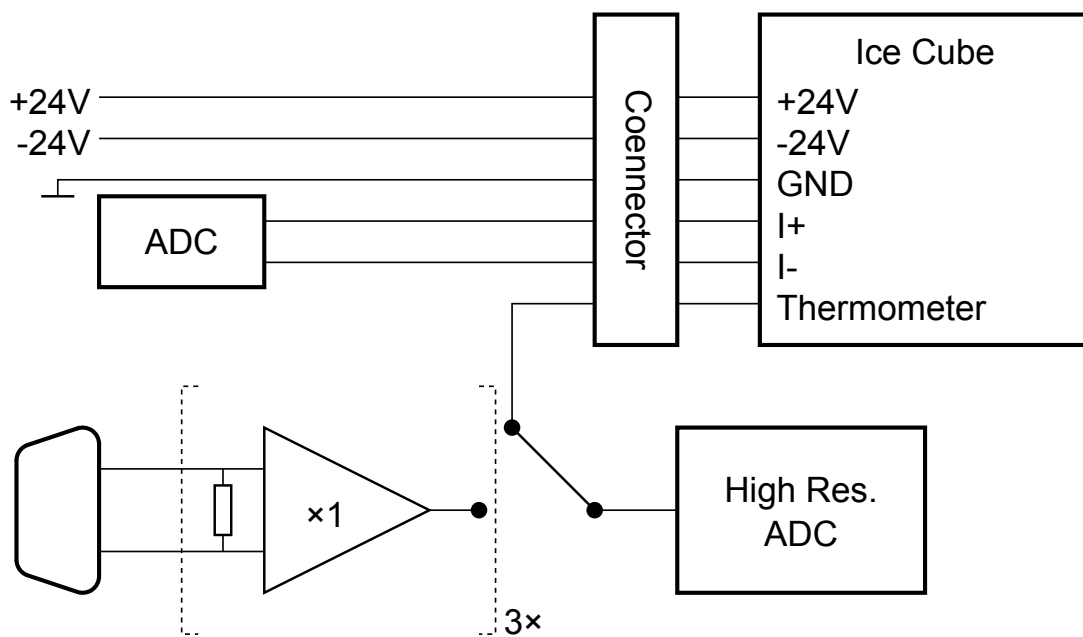 Ice Cube
+24V
-24V
Coennector
+24V
-24V
GND
I+
I-
Thermometer
ADC
×1
High Res.
ADC
3×